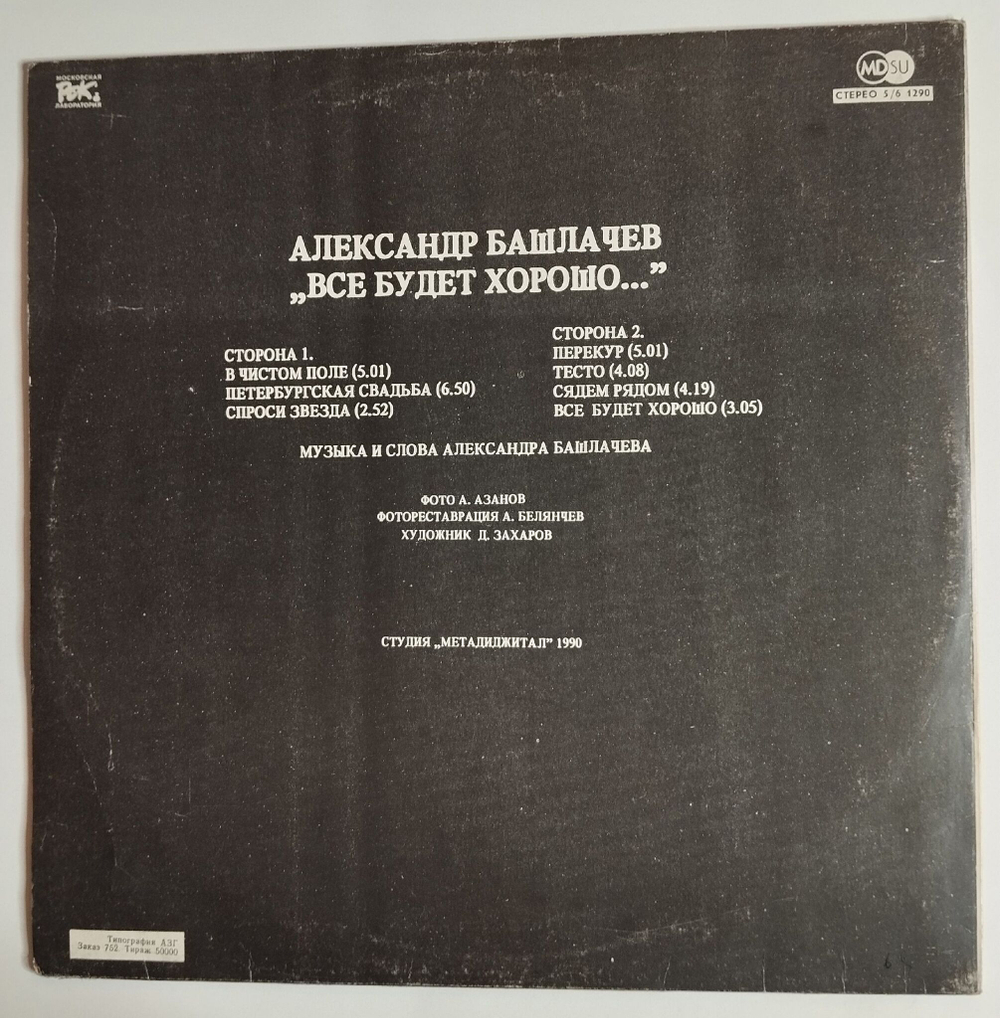 МОСКОВСКАЯ
РОК
ЛАБОРАТОРИЯ
MD SU
СТЕРЕО 5/6 1290
АЛЕКСАНДР БАШЛАЧЕВ
„ВСЕ БУДЕТ ХОРОШО...”
СТОРОНА 1.
В ЧИСТОМ ПОЛЕ (5.01)
ПЕТЕРБУРГСКАЯ СВАДЬБА (6.50)
СПРОСИ ЗВЕЗДА (2.52)
СТОРОНА 2.
ПЕРЕКУР (5.01)
ТЕСТО (4.08)
СЯДЕМ РЯДОМ (4.19)
ВСЕ БУДЕТ ХОРОШО (3.05)
МУЗЫКА И СЛОВА АЛЕКСАНДРА БАШЛАЧЕВА
ФОТО А. АЗАНОВ
ФОТОРЕСТАВРАЦИЯ А. БЕЛЯНЧЕВ
ХУДОЖНИК Д. ЗАХАРОВ
СТУДИЯ „МЕТАДИДЖИТАЛ” 1990
Типография АЗГ
Заказ 752. Тираж 50000